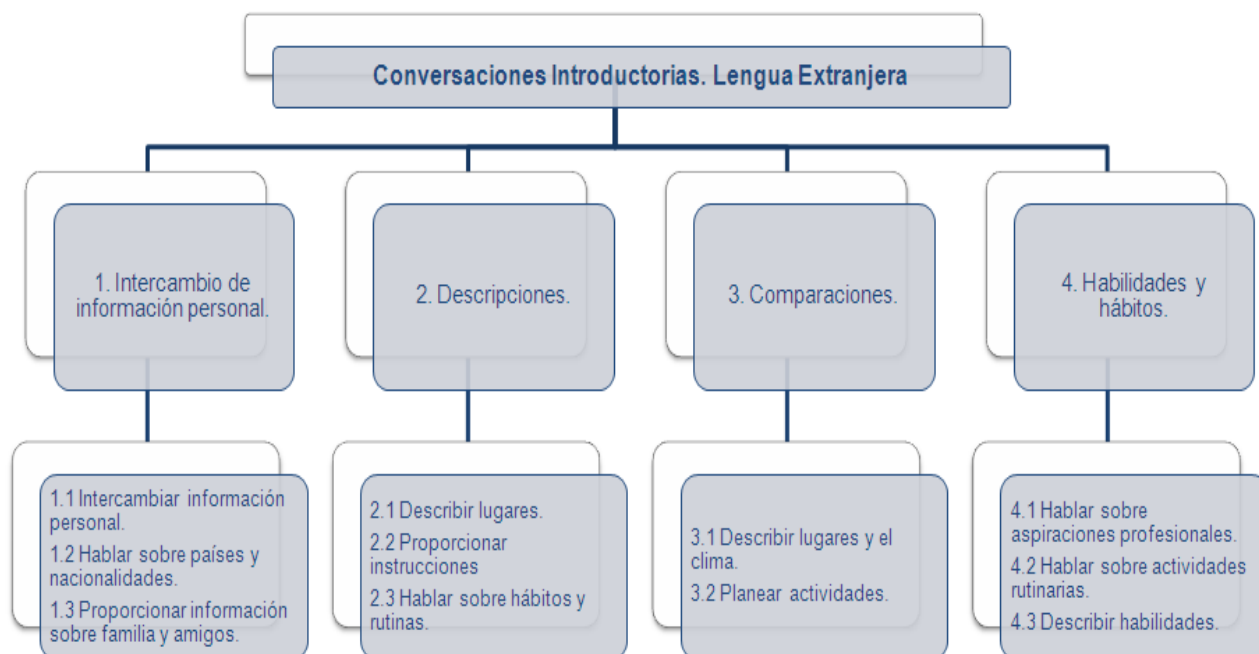 Conversaciones Introductorias. Lengua Extranjera
1. Intercambio de
información personal.
2. Descripciones.
3. Comparaciones.
4. Habilidades y
hábitos.
1.1 Intercambiar información
personal.
1.2 Hablar sobre países y
nacionalidades.
1.3 Proporcionar información
sobre familia y amigos.
2.1 Describir lugares.
2.2 Proporcionar
instrucciones
2.3 Hablar sobre hábitos y
rutinas.
3.1 Describir lugares y el
clima.
3.2 Planear actividades.
4.1 Hablar sobre
aspiraciones profesionales.
4.2 Hablar sobre actividades
rutinarias.
4.3 Describir habilidades.